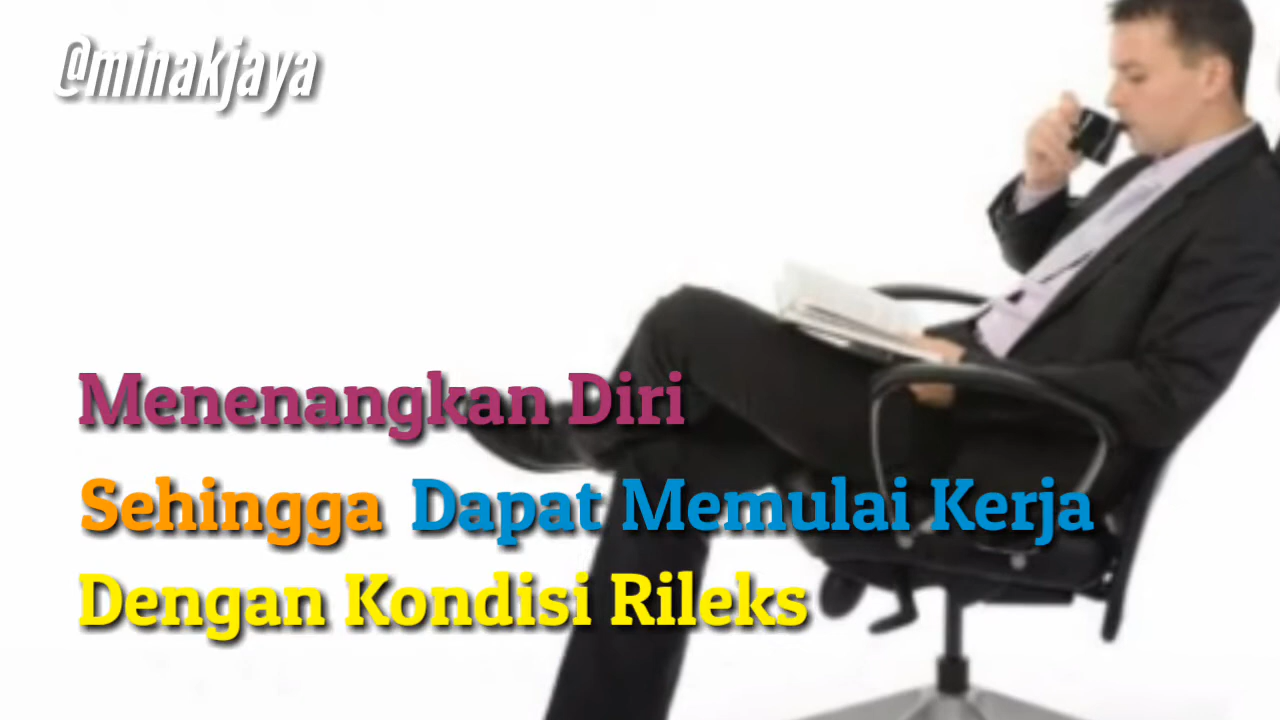 @minakjaya
Menenangkan Diri
Sehingga Dapat Memulai Kerja
Dengan Kondisi Rileks